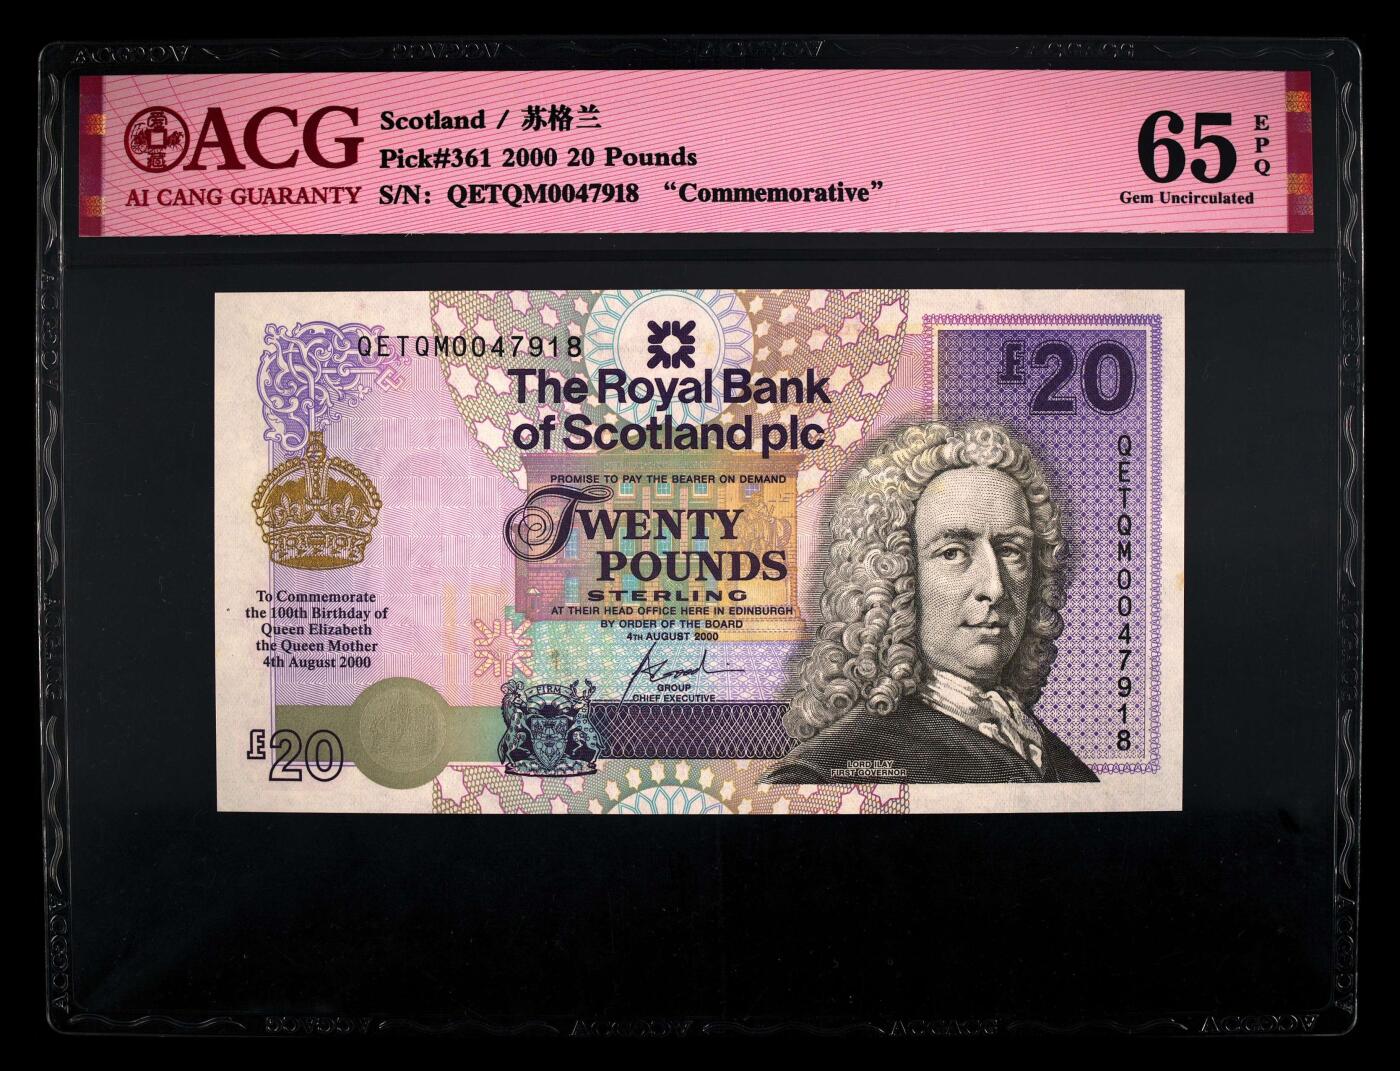 ACG
AI CANG GUARANTY
Scotland / 苏格兰
Pick#361 2000 20 Pounds
S/N: QETQM0047918 “Commemorative”
65
EPQ
Gem Uncirculated
QETQM0047918
The Royal Bank
of Scotland plc
£20
PROMISE TO PAY THE BEARER ON DEMAND
TWENTY
POUNDS
STERLING
AT THEIR HEAD OFFICE HERE IN EDINBURGH
BY ORDER OF THE BOARD
4TH AUGUST 2000
GROUP
CHIEF EXECUTIVE
To Commemorate
the 100th Birthday of
Queen Elizabeth
the Queen Mother
4th August 2000
£20
FIRM
LORD ILAY
FIRST GOVERNOR
QETQM0047918